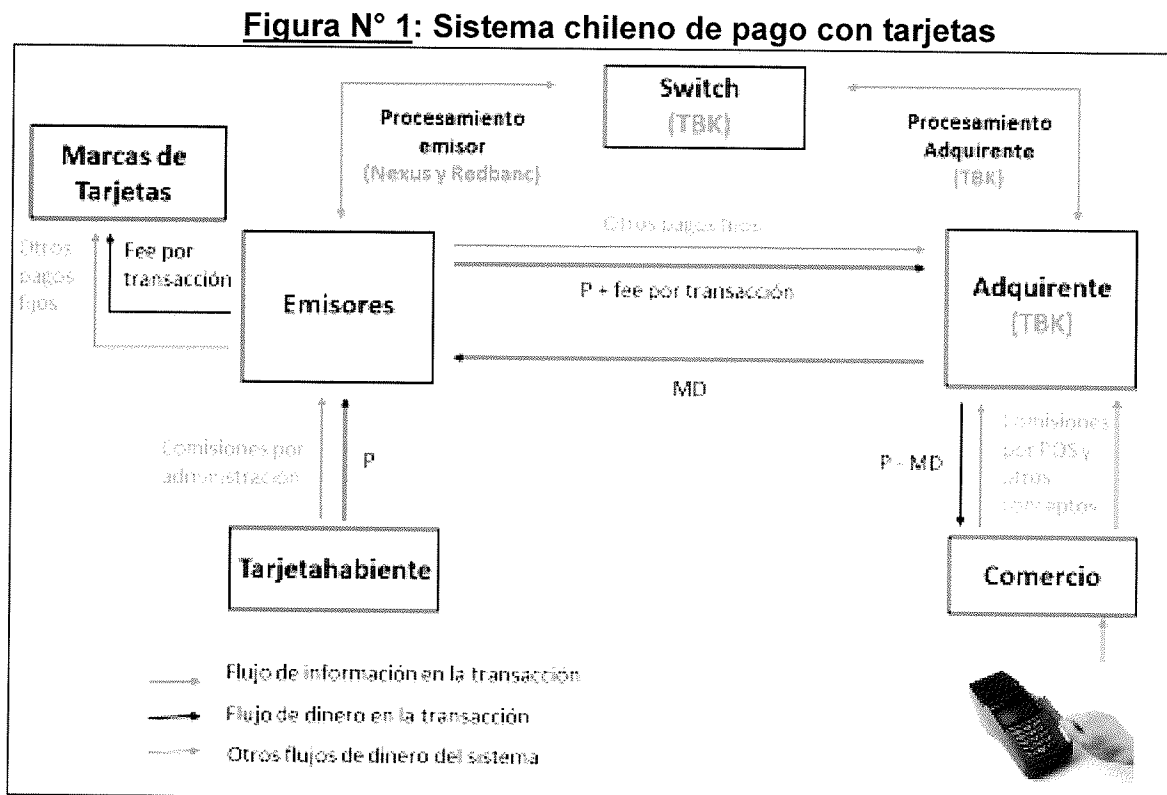 Figura N° 1: Sistema chileno de pago con tarjetas
Switch
(TBK)
Procesamiento
emisor
(Nexus y Redbanc)
Procesamiento
Adquirente
(TBK)
Marcas de
Tarjetas
Otros
pagos
fijos
Fee por
transacción
Emisores
Otros pagos fijos
P + fee por transacción
MD
Adquirente
(TBK)
Comisiones por
administración
P
P - MD
Comisiones
por POS y
otros
conceptos
Tarjetahabiente
Comercio
Flujo de información en la transacción
Flujo de dinero en la transacción
Otros flujos de dinero del sistema